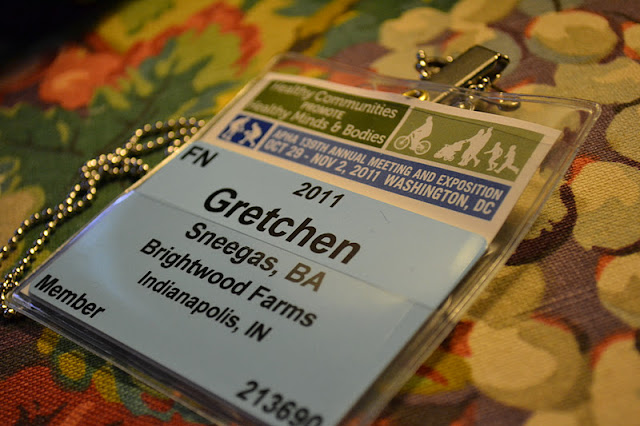 Healthy Communities
PROMOTE
Healthy Minds & Bodies
APHA 139TH ANNUAL MEETING AND EXPOSITION
OCT 29 - NOV 2, 2011 WASHINGTON, DC
FN
2011
Gretchen
Sneegas, BA
Brightwood Farms
Indianapolis, IN
Member
213690